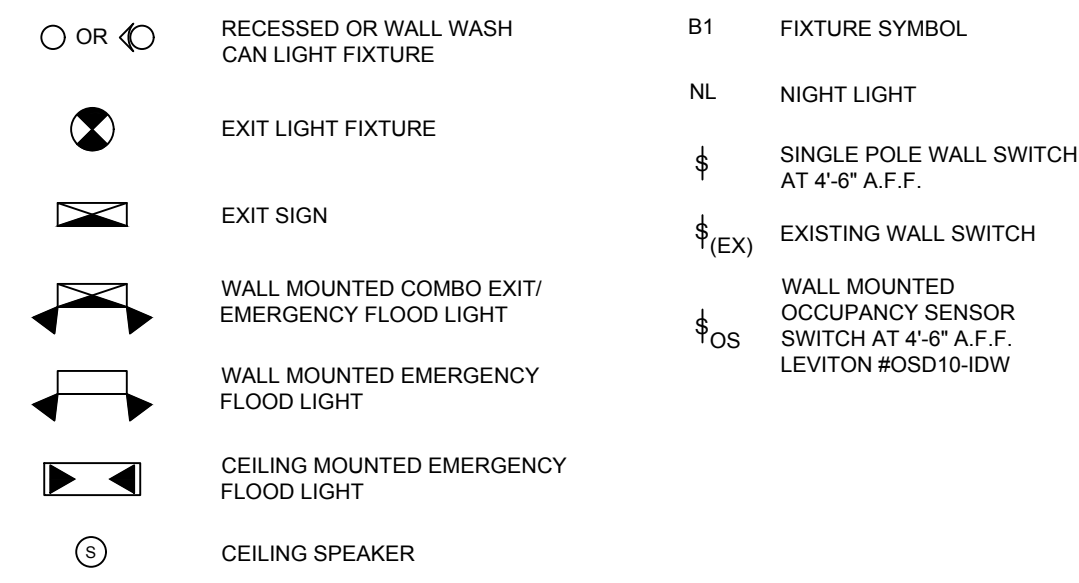 OR
RECESSED OR WALL WASH
CAN LIGHT FIXTURE
EXIT LIGHT FIXTURE
EXIT SIGN
WALL MOUNTED COMBO EXIT/
EMERGENCY FLOOD LIGHT
WALL MOUNTED EMERGENCY
FLOOD LIGHT
CEILING MOUNTED EMERGENCY
FLOOD LIGHT
S
CEILING SPEAKER
B1 FIXTURE SYMBOL
NL NIGHT LIGHT
$ SINGLE POLE WALL SWITCH
AT 4'-6" A.F.F.
$(EX) EXISTING WALL SWITCH
WALL MOUNTED
OCCUPANCY SENSOR
$OS SWITCH AT 4'-6" A.F.F.
LEVITON #OSD10-IDW